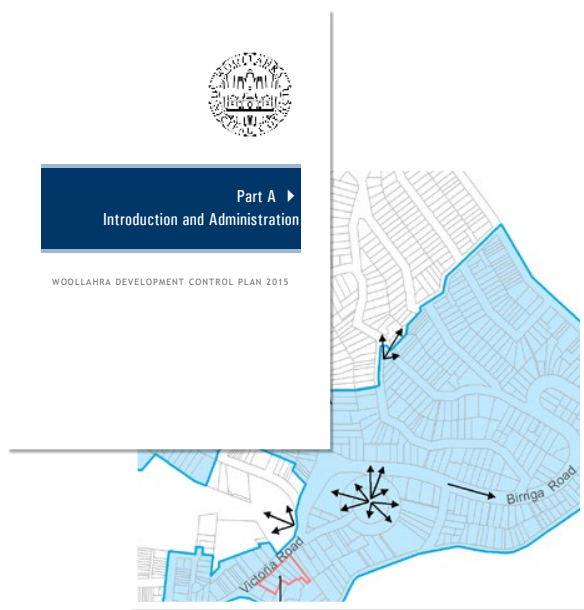 Part A
Introduction and Administration
WOOLLAHRA DEVELOPMENT CONTROL PLAN 2015
Birriga Road
Victoria Road